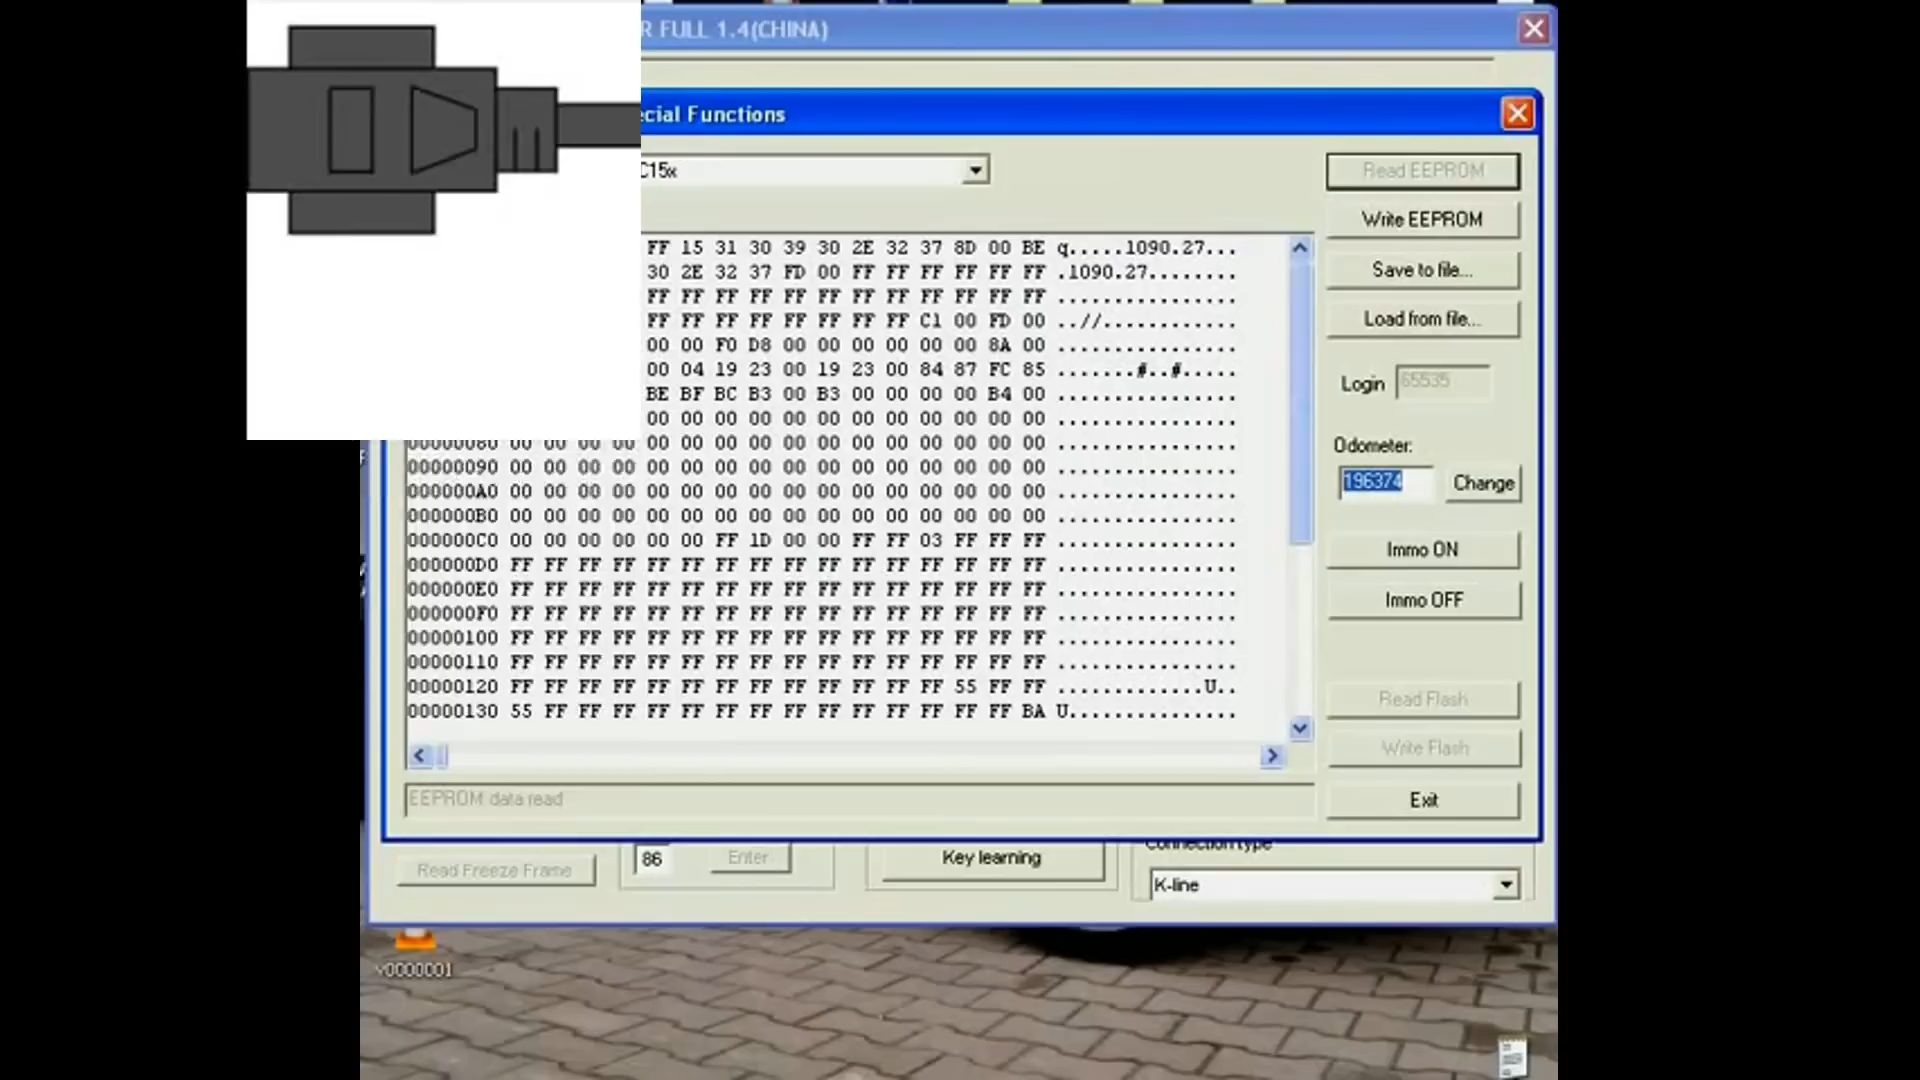 R FULL 1.4(CHINA)
ecial Functions
C15x
Read EEPROM
Write EEPROM
Save to file...
Load from file...
Login 65535
Odometer:
196374 Change
Immo ON
Immo OFF
Read Flash
Write Flash
Exit
FF 15 31 30 39 30 2E 32 37 8D 00 BE q.....1090.27...
30 2E 32 37 FD 00 FF FF FF FF FF FF .1090.27........
FF FF FF FF FF FF FF FF FF FF FF FF ................
FF FF FF FF FF FF FF FF C1 00 FD 00 ..//............
00 00 F0 D8 00 00 00 00 00 00 8A 00 ................
00 04 19 23 00 19 23 00 84 87 FC 85 .......#..#.....
BE BF BC B3 00 B3 00 00 00 00 B4 00 ................
00 00 00 00 00 00 00 00 00 00 00 00 ................
00000080 00 00 00 00 00 00 00 00 00 00 00 00 00 00 00 00 ................
00000090 00 00 00 00 00 00 00 00 00 00 00 00 00 00 00 00 ................
000000A0 00 00 00 00 00 00 00 00 00 00 00 00 00 00 00 00 ................
000000B0 00 00 00 00 00 00 00 00 00 00 00 00 00 00 00 00 ................
000000C0 00 00 00 00 00 00 FF 1D 00 00 FF FF 03 FF FF FF ................
000000D0 FF FF FF FF FF FF FF FF FF FF FF FF FF FF FF FF ................
000000E0 FF FF FF FF FF FF FF FF FF FF FF FF FF FF FF FF ................
000000F0 FF FF FF FF FF FF FF FF FF FF FF FF FF FF FF FF ................
00000100 FF FF FF FF FF FF FF FF FF FF FF FF FF FF FF FF ................
00000110 FF FF FF FF FF FF FF FF FF FF FF FF FF FF FF FF ................
00000120 FF FF FF FF FF FF FF FF FF FF FF FF FF 55 FF FF .............U..
00000130 55 FF FF FF FF FF FF FF FF FF FF FF FF FF FF BA U...............
EEPROM data read
Read Freeze Frame
86 Enter
Key learning
Connection type
K-line
v0000001